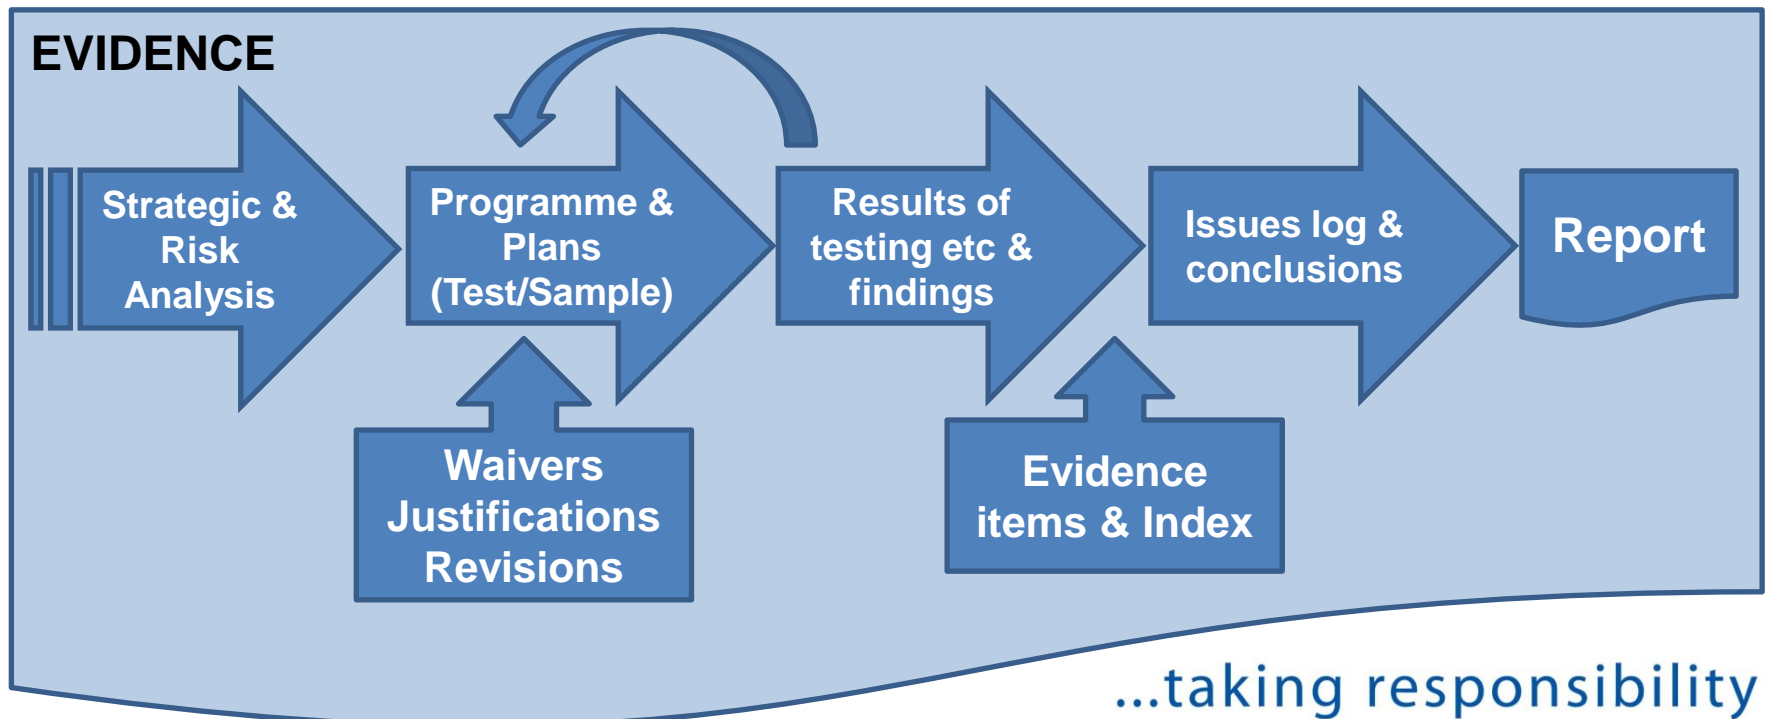 EVIDENCE
Strategic &
Risk
Analysis
Programme &
Plans
(Test/Sample)
Results of
testing etc &
findings
Issues log &
conclusions
Report
Waivers
Justifications
Revisions
Evidence
items & Index
...taking responsibility